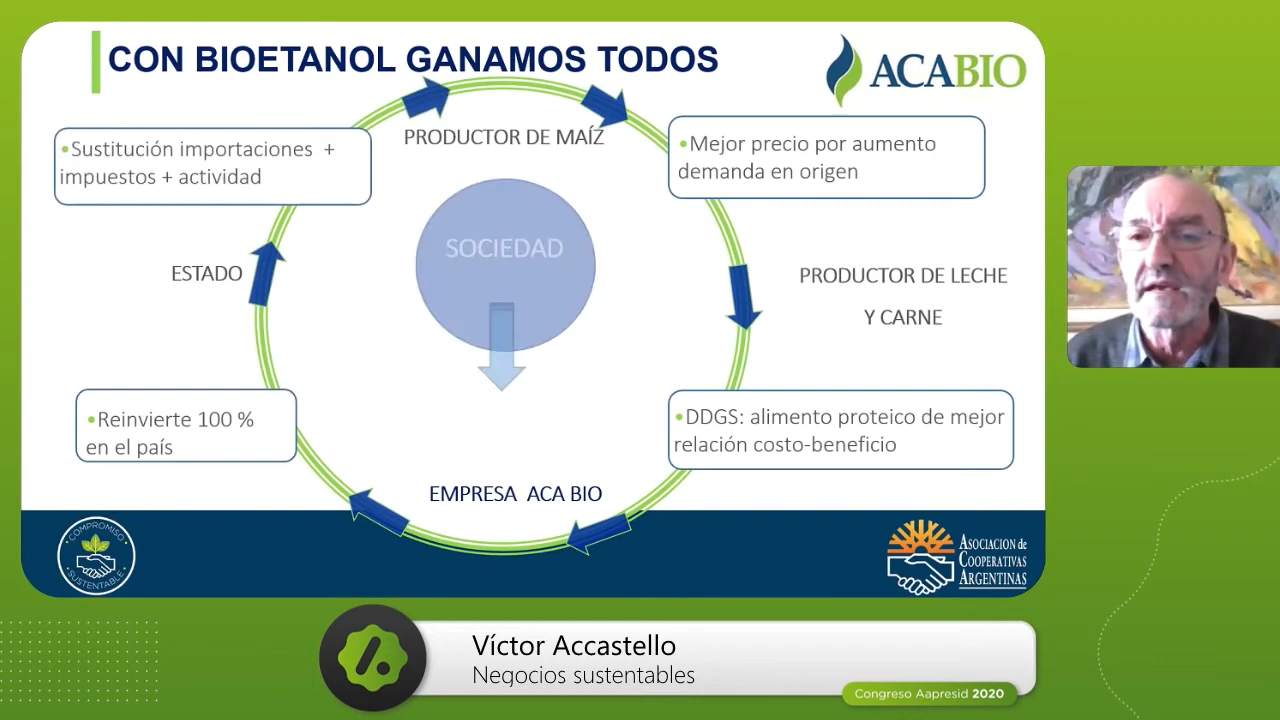 CON BIOETANOL GANAMOS TODOS
ACABIO
PRODUCTOR DE MAÍZ
•Sustitución importaciones +
impuestos + actividad
•Mejor precio por aumento
demanda en origen
SOCIEDAD
ESTADO
PRODUCTOR DE LECHE
Y CARNE
•Reinvierte 100 %
en el país
•DDGS: alimento proteico de mejor
relación costo-beneficio
EMPRESA ACA BIO
COMPROMISO
SUSTENTABLE
ASOCIACION de
COOPERATIVAS
ARGENTINAS
Víctor Accastello
Negocios sustentables
Congreso Aapresid 2020